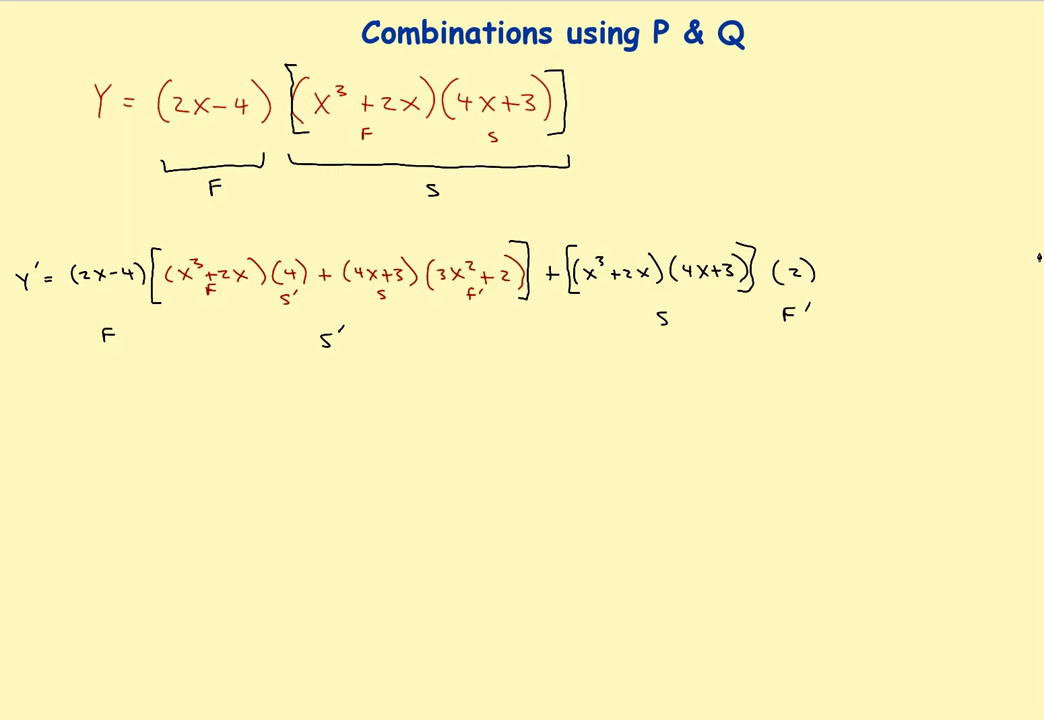 Combinations using P & Q
Y = (2x-4) [(x³ +2x)(4x+3)]
F S
F S
Y' = (2x-4)[(x³+2x)(4) + (4x+3)(3x²+2)] + [(x³+2x)(4x+3)] (2)
F S' S F'
F S' S F'